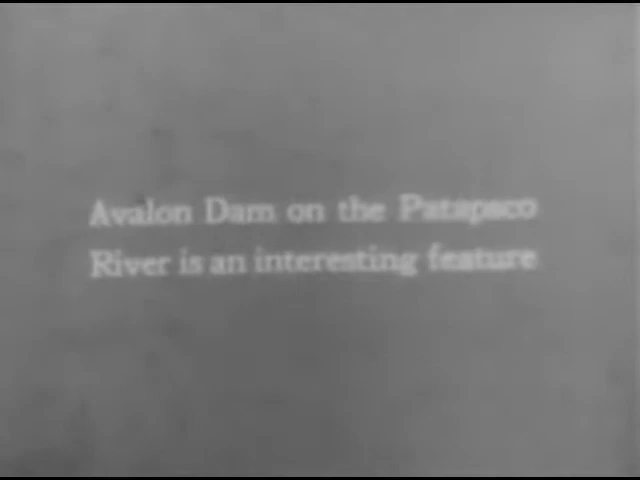 Avalon Dam on the Patapsco
River is an interesting feature